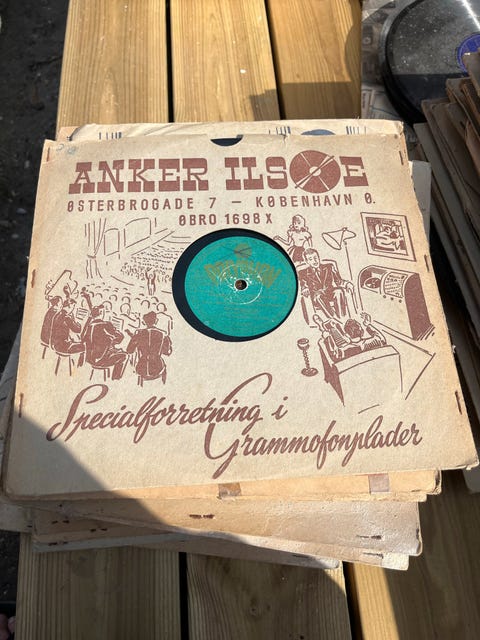 ANKER ILSØE
ØSTERBROGADE 7 – KØBENHAVN Ø.
ØBRO 1698 X
Specialforretning i
Grammofonplader